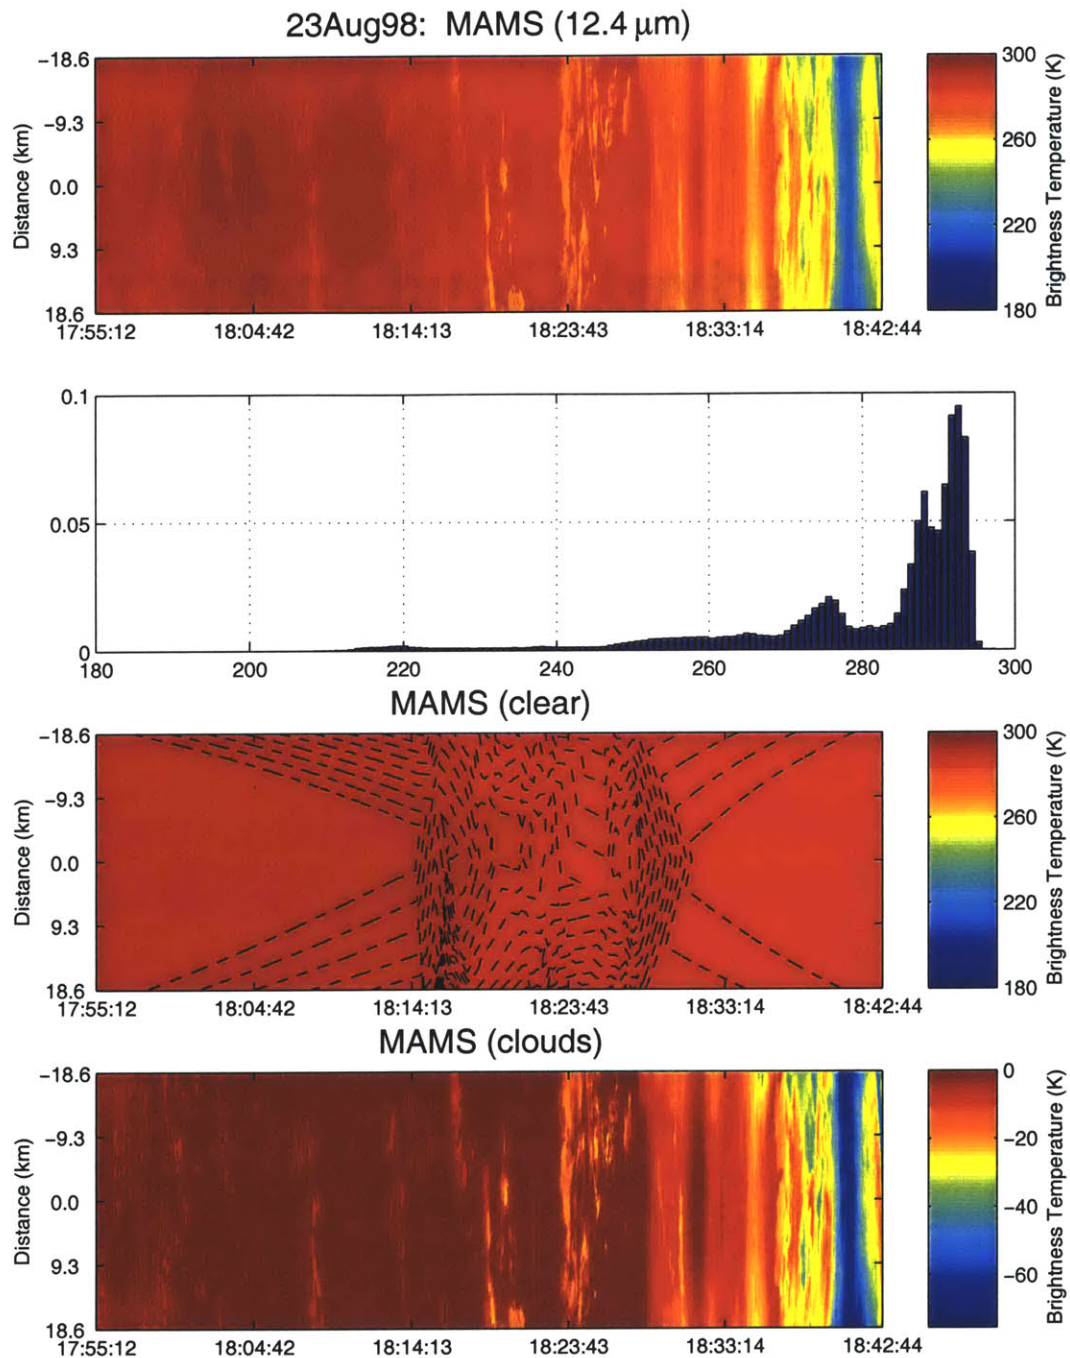 23Aug98: MAMS (12.4 μm)
−18.6
−9.3
0.0
9.3
18.6
Distance (km)
17:55:12 18:04:42 18:14:13 18:23:43 18:33:14 18:42:44
300
260
220
180
Brightness Temperature (K)
0.1
0.05
0
180 200 220 240 260 280 300
MAMS (clear)
−18.6
−9.3
0.0
9.3
18.6
Distance (km)
17:55:12 18:04:42 18:14:13 18:23:43 18:33:14 18:42:44
300
260
220
180
Brightness Temperature (K)
MAMS (clouds)
−18.6
−9.3
0.0
9.3
18.6
Distance (km)
17:55:12 18:04:42 18:14:13 18:23:43 18:33:14 18:42:44
0
−20
−40
−60
Brightness Temperature (K)